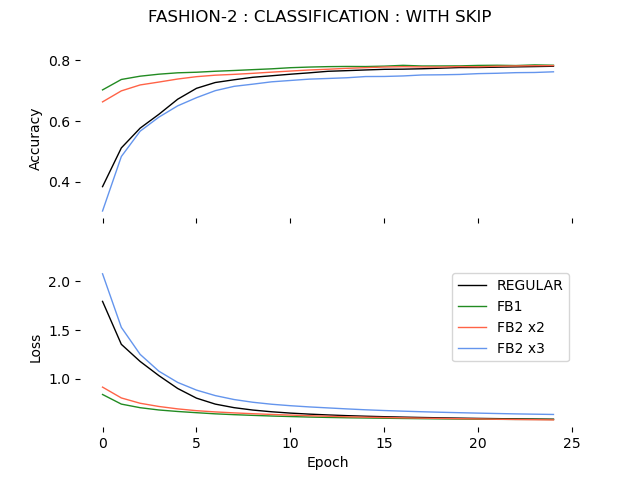 FASHION-2 : CLASSIFICATION : WITH SKIP
0.8
0.6
0.4
Accuracy
2.0
1.5
1.0
Loss
REGULAR
FB1
FB2 x2
FB2 x3
0 5 10 15 20 25
Epoch